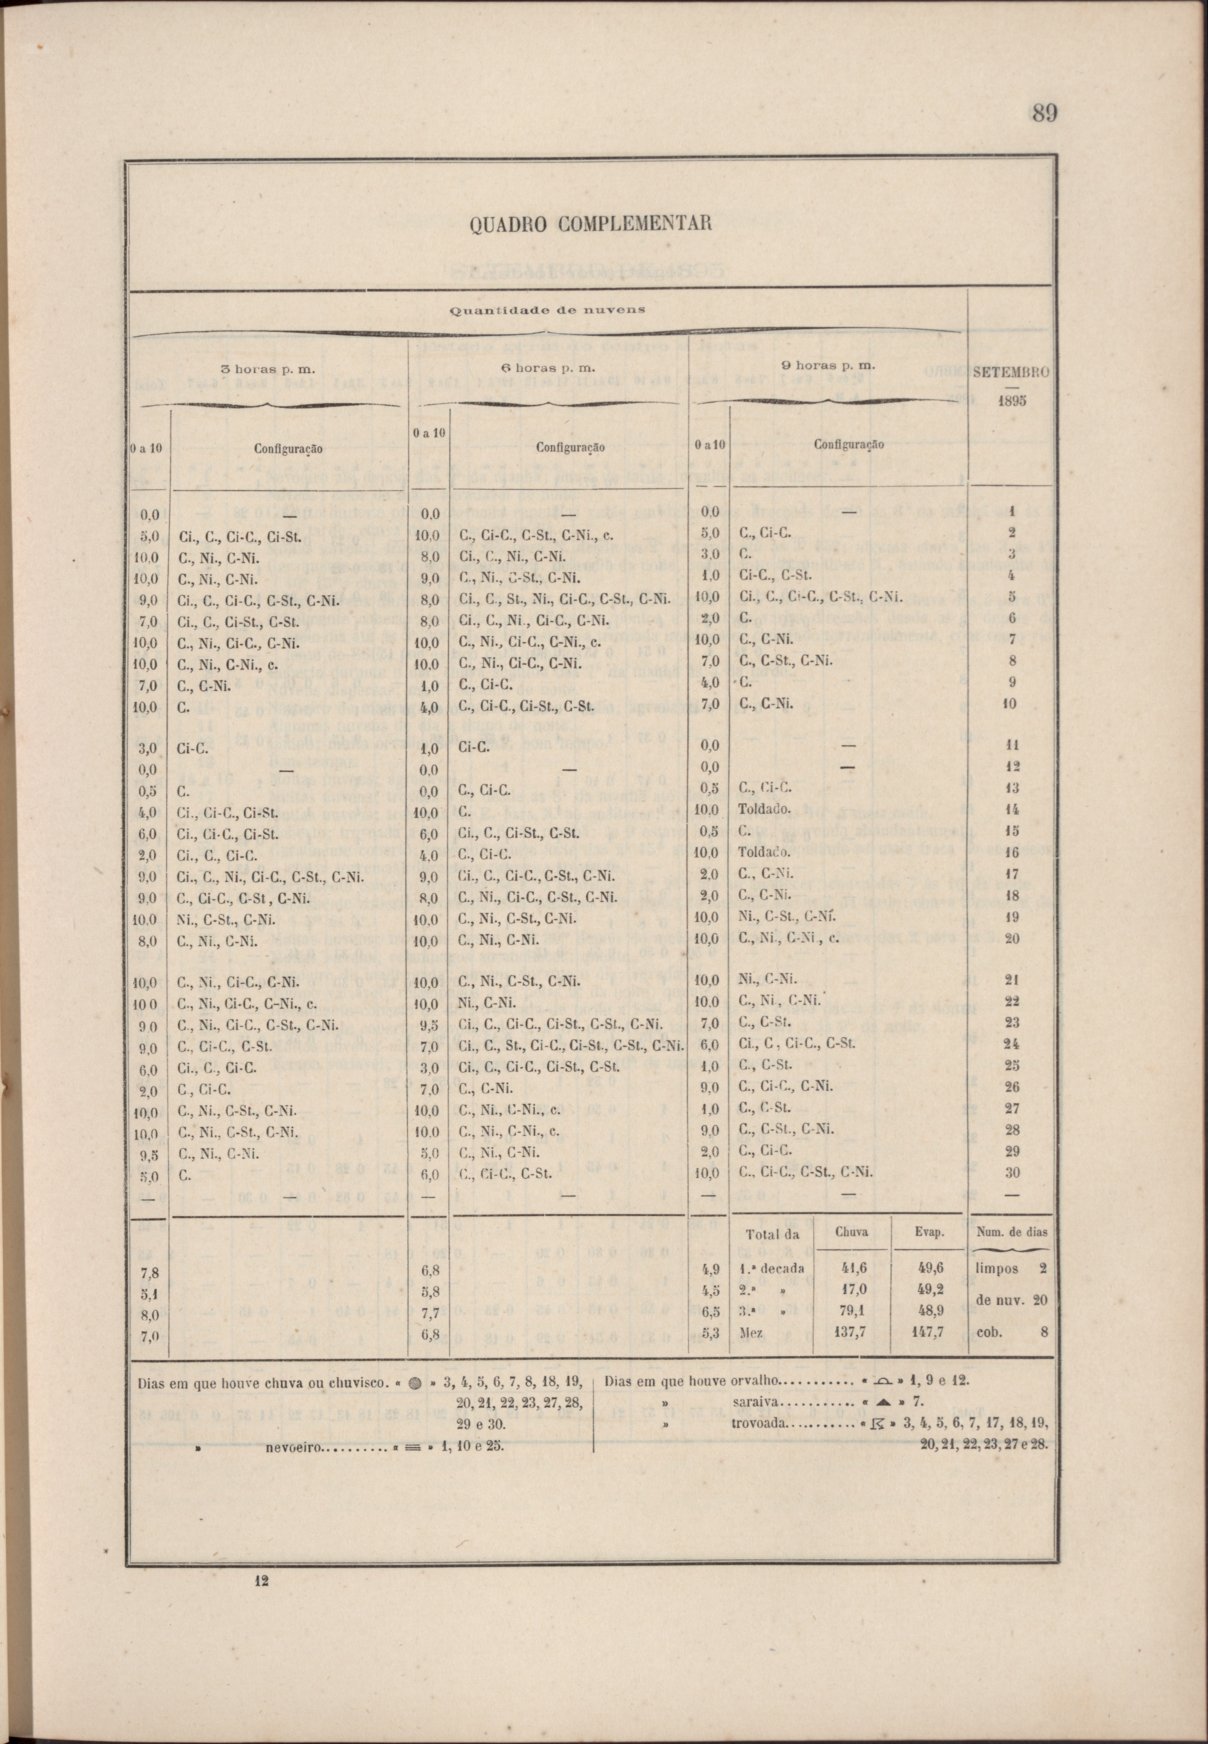 89
QUADRO COMPLEMENTAR
Quantidade de nuvens
3 horas p. m. 6 horas p. m. 9 horas p. m. SETEMBRO
—
1895
0 a 10 Configuração 0 a 10 Configuração 0 a 10 Configuração
0,0 — 0,0 — 0,0 — 1
5,0 Ci., C., Ci-C., Ci-St. 10,0 C., Ci-C., C-St., C-Ni., c. 5,0 C., Ci-C. 2
10,0 C., Ni., C-Ni. 8,0 Ci., C., Ni., C-Ni. 3,0 C. 3
10,0 C., Ni., C-Ni. 9,0 C., Ni., C-St., C-Ni. 1,0 Ci-C., C-St. 4
9,0 Ci., C., Ci-C., C-St., C-Ni. 8,0 Ci., C., St., Ni., Ci-C., C-St., C-Ni. 10,0 Ci., C., Ci-C., C-St., C-Ni. 5
7,0 Ci., C., Ci-St., C-St. 8,0 Ci., C., Ni., Ci-C., C-Ni. 2,0 C. 6
10,0 C., Ni., Ci-C., C-Ni. 10,0 C., Ni., Ci-C., C-Ni., c. 10,0 C., C-Ni. 7
10,0 C., Ni., C-Ni., c. 10,0 C., Ni., Ci-C., C-Ni. 7,0 C., C-St., C-Ni. 8
7,0 C., C-Ni. 1,0 C., Ci-C. 4,0 C. 9
10,0 C. 4,0 C., Ci-C., Ci-St., C-St. 7,0 C., C-Ni. 10
3,0 Ci-C. 1,0 Ci-C. 0,0 — 11
0,0 — 0,0 — 0,0 — 12
0,5 C. 0,0 C., Ci-C. 0,5 C., Ci-C. 13
4,0 Ci., Ci-C., Ci-St. 10,0 C. 10,0 Toldado. 14
6,0 Ci., Ci-C., Ci-St. 6,0 Ci., C., Ci-St., C-St. 0,5 C. 15
2,0 Ci., C., Ci-C. 4,0 C., Ci-C. 10,0 Toldado. 16
9,0 Ci., C., Ni., Ci-C., C-St., C-Ni. 9,0 Ci., C., Ci-C., C-St., C-Ni. 2,0 C., C-Ni. 17
9,0 C., Ci-C., C-St, C-Ni. 8,0 C., Ni., Ci-C., C-St., C-Ni. 2,0 C., C-Ni. 18
10,0 Ni., C-St., C-Ni. 10,0 C., Ni., C-St., C-Ni. 10,0 Ni., C-St., C-Ni. 19
8,0 C., Ni., C-Ni. 10,0 C., Ni., C-Ni. 10,0 C., Ni., C-Ni., c. 20
10,0 C., Ni., Ci-C., C-Ni. 10,0 C., Ni., C-St., C-Ni. 10,0 Ni., C-Ni. 21
10 0 C., Ni., Ci-C., C-Ni., c. 10,0 Ni., C-Ni. 10,0 C., Ni., C-Ni. 22
9 0 C., Ni., Ci-C., C-St., C-Ni. 9,5 Ci., C., Ci-C., Ci-St., C-St., C-Ni. 7,0 C., C-St. 23
9,0 C., Ci-C., C-St. 7,0 Ci., C., St., Ci-C., Ci-St., C-St., C-Ni. 6,0 Ci., C., Ci-C., C-St. 24
6,0 Ci., C., Ci-C. 3,0 Ci., C., Ci-C., Ci-St., C-St. 1,0 C., C-St. 25
2,0 C, Ci-C. 7,0 C., C-Ni. 9,0 C., Ci-C., C-Ni. 26
10,0 C., Ni., C-St., C-Ni. 10,0 C., Ni., C-Ni., c. 1,0 C., C-St. 27
10,0 C., Ni., C-St., C-Ni. 10,0 C., Ni., C-Ni., c. 9,0 C., C-St., C-Ni. 28
9,5 C., Ni., C-Ni. 5,0 C., Ni., C-Ni. 2,0 C., Ci-C. 29
5,0 C. 6,0 C., Ci-C., C-St. 10,0 C., Ci-C., C-St., C-Ni. 30
— — — — — — —
Total da Chuva Evap. Num. de dias
7,8 6,8 4,9 1.ª decada 41,6 49,6 limpos 2
5,1 5,8 4,5 2.ª » 17,0 49,2 de nuv. 20
8,0 7,7 6,5 3.ª » 79,1 48,9
7,0 6,8 5,3 Mez 137,7 147,7 cob. 8
Dias em que houve chuva ou chuvisco. « » 3, 4, 5, 6, 7, 8, 18, 19,
20, 21, 22, 23, 27, 28,
29 e 30.
» nevoeiro.......... « » 1, 10 e 25.
Dias em que houve orvalho........... « » 1, 9 e 12.
» saraiva........... « » 7.
» trovoada.......... « » 3, 4, 5, 6, 7, 17, 18, 19,
20, 21, 22, 23, 27 e 28.
12